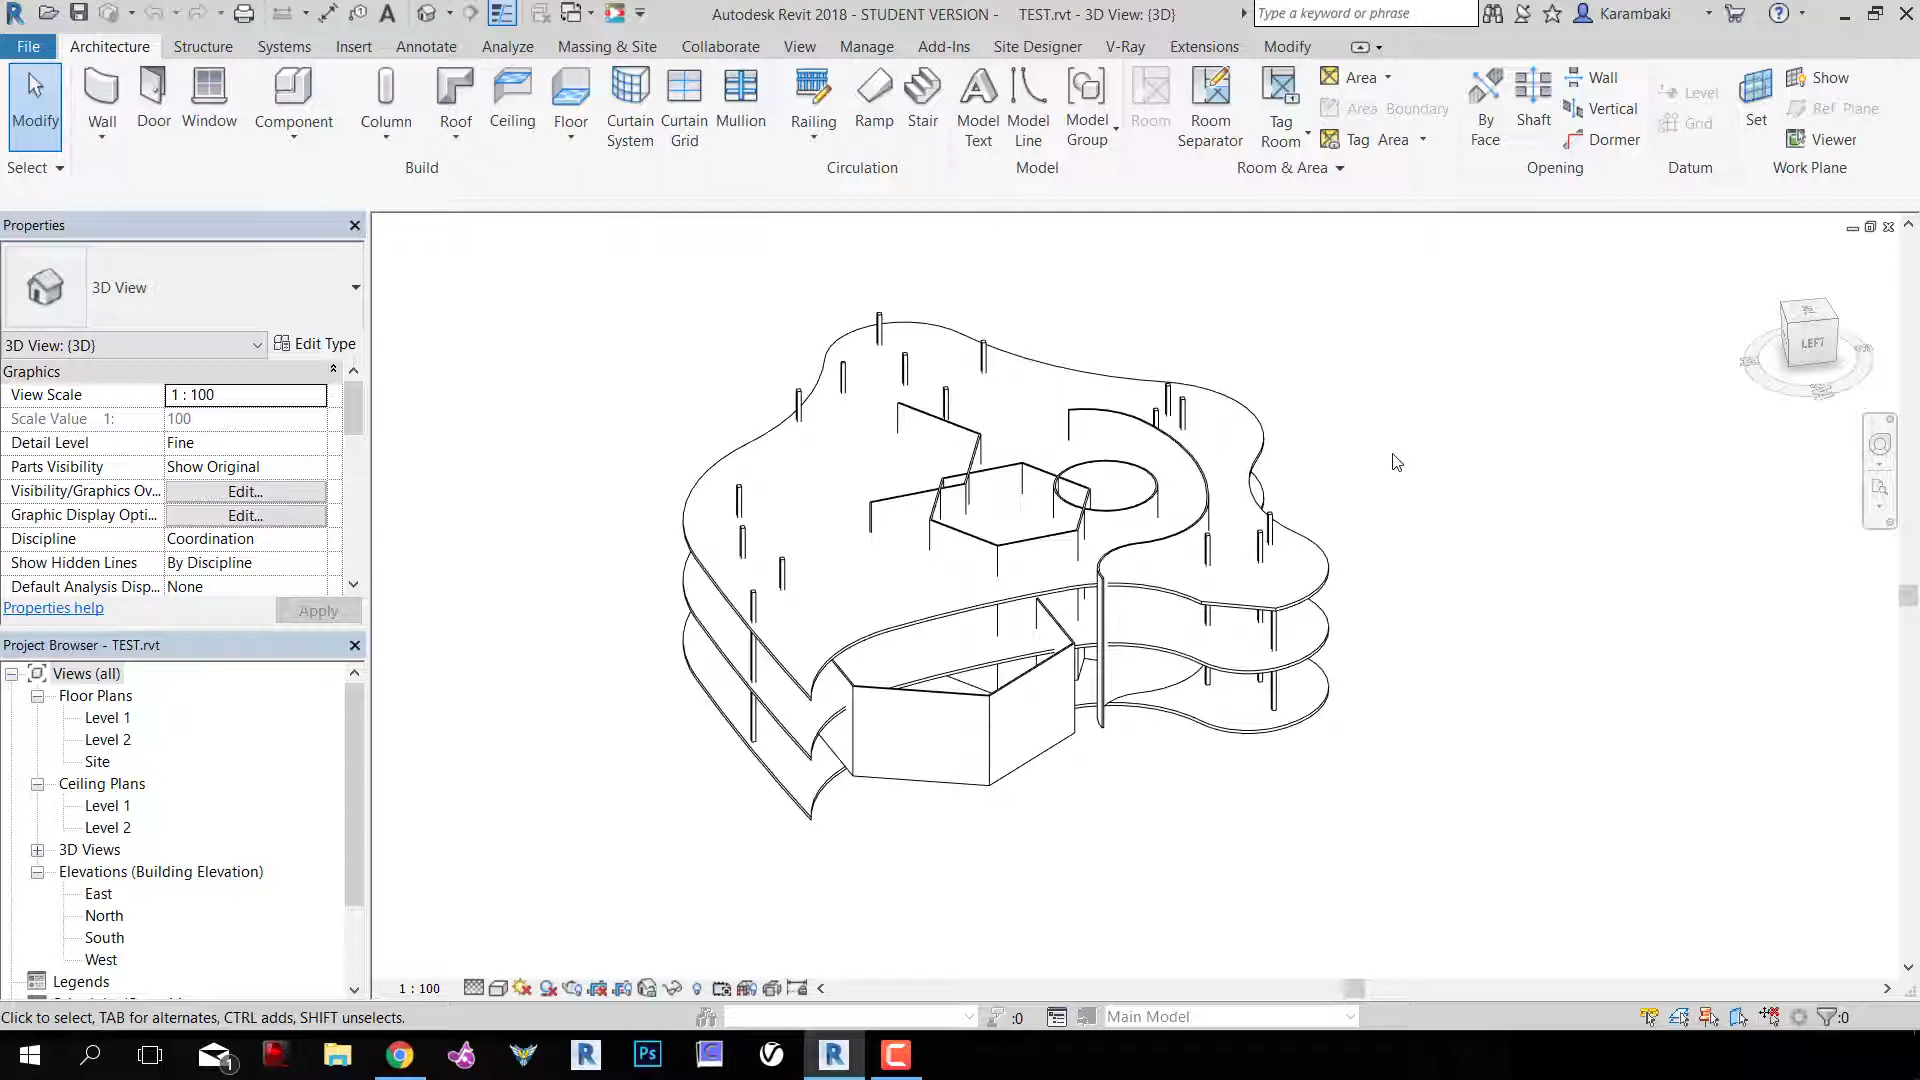 Autodesk Revit 2018 - STUDENT VERSION - TEST.rvt - 3D View: {3D}
Type a keyword or phrase
Karambaki
File Architecture Structure Systems Insert Annotate Analyze Massing & Site Collaborate View Manage Add-Ins Site Designer V-Ray Extensions Modify
Modify Wall Door Window Component Column Roof Ceiling Floor Curtain System Curtain Grid Mullion Railing Ramp Stair Model Text Model Line Model Group Room Room Separator Tag Room
Area
Area Boundary
Tag Area
By Face Shaft
Wall
Vertical
Dormer
Level
Grid
Set
Show
Ref Plane
Viewer
Select Build Circulation Model Room & Area Opening Datum Work Plane
Properties
3D View
3D View: {3D} Edit Type
Graphics
View Scale 1 : 100
Scale Value 1: 100
Detail Level Fine
Parts Visibility Show Original
Visibility/Graphics Ov... Edit...
Graphic Display Opti... Edit...
Discipline Coordination
Show Hidden Lines By Discipline
Default Analysis Disp... None
Properties help Apply
Project Browser - TEST.rvt
Views (all)
Floor Plans
Level 1
Level 2
Site
Ceiling Plans
Level 1
Level 2
3D Views
Elevations (Building Elevation)
East
North
South
West
Legends
LEFT
1 : 100
Click to select, TAB for alternates, CTRL adds, SHIFT unselects.
:0
Main Model
:0
1
Ps